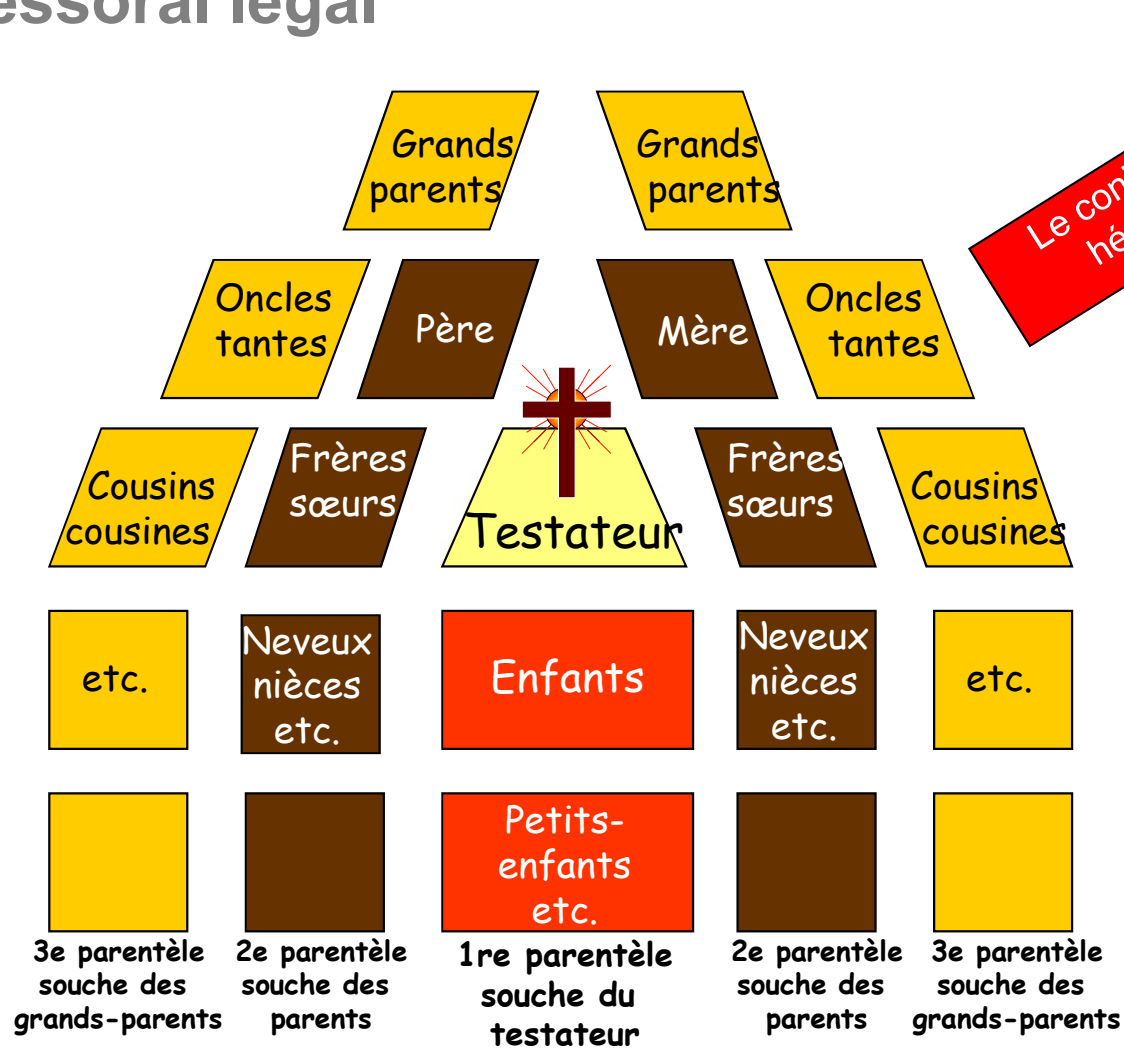 légal
Grands
parents
Grands
parents
Le
Oncles
tantes
Père
Mère
Oncles
tantes
Cousins
cousines
Frères
sœurs
Testateur
Frères
sœurs
Cousins
cousines
etc.
Neveux
nièces
etc.
Enfants
Neveux
nièces
etc.
etc.
Petits-
enfants
etc.
3e parentèle
souche des
grands-parents
2e parentèle
souche des
parents
1re parentèle
souche du
testateur
2e parentèle
souche des
parents
3e parentèle
souche des
grands-parents